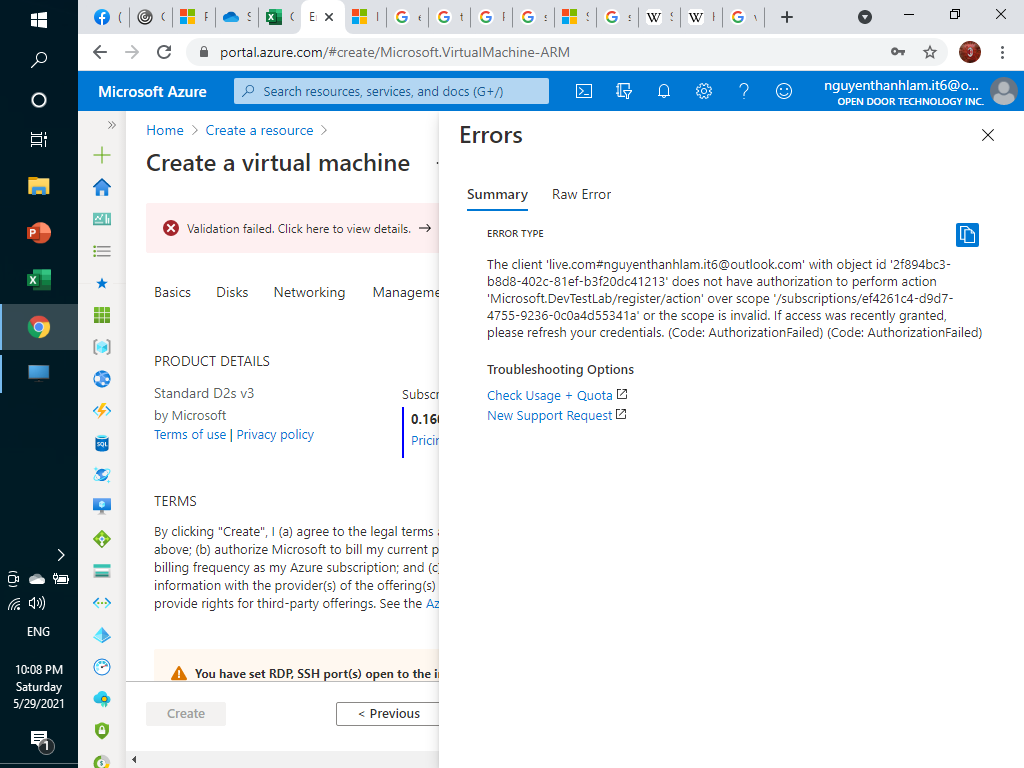 portal.azure.com/#create/Microsoft.VirtualMachine-ARM
Microsoft Azure
Search resources, services, and docs (G+/)
nguyenthanhlam.it6@o...
OPEN DOOR TECHNOLOGY INC.
Home > Create a resource >
Create a virtual machine
Validation failed. Click here to view details. →
Basics Disks Networking Manageme
PRODUCT DETAILS
Standard D2s v3
by Microsoft
Terms of use | Privacy policy
Subscr
0.16
Pricin
TERMS
By clicking "Create", I (a) agree to the legal terms
above; (b) authorize Microsoft to bill my current p
billing frequency as my Azure subscription; and (c)
information with the provider(s) of the offering(s)
provide rights for third-party offerings. See the Az
You have set RDP, SSH port(s) open to the i
Create
< Previous
Errors
Summary Raw Error
ERROR TYPE
The client 'live.com#nguyenthanhlam.it6@outlook.com' with object id '2f894bc3-
b8d8-402c-81ef-b3f20dc41213' does not have authorization to perform action
'Microsoft.DevTestLab/register/action' over scope '/subscriptions/ef4261c4-d9d7-
4755-9236-0c0a4d55341a' or the scope is invalid. If access was recently granted,
please refresh your credentials. (Code: AuthorizationFailed) (Code: AuthorizationFailed)
Troubleshooting Options
Check Usage + Quota
New Support Request
ENG
10:08 PM
Saturday
5/29/2021
1